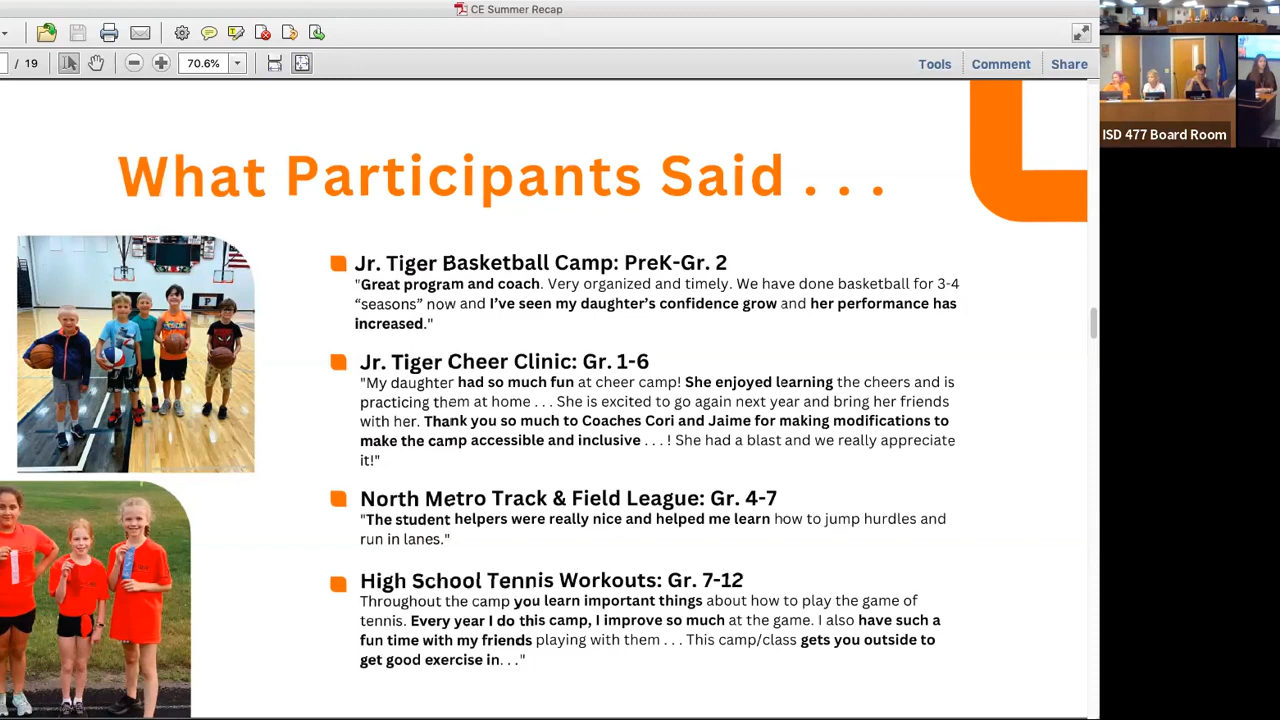 CE Summer Recap
/ 19
70.6%
Tools
Comment
Share
ISD 477 Board Room
What Participants Said . . .
Jr. Tiger Basketball Camp: PreK-Gr. 2
"Great program and coach. Very organized and timely. We have done basketball for 3-4
“seasons” now and I’ve seen my daughter’s confidence grow and her performance has
increased."
Jr. Tiger Cheer Clinic: Gr. 1-6
"My daughter had so much fun at cheer camp! She enjoyed learning the cheers and is
practicing them at home . . . She is excited to go again next year and bring her friends
with her. Thank you so much to Coaches Cori and Jaime for making modifications to
make the camp accessible and inclusive . . . ! She had a blast and we really appreciate
it!"
North Metro Track & Field League: Gr. 4-7
"The student helpers were really nice and helped me learn how to jump hurdles and
run in lanes."
High School Tennis Workouts: Gr. 7-12
Throughout the camp you learn important things about how to play the game of
tennis. Every year I do this camp, I improve so much at the game. I also have such a
fun time with my friends playing with them . . . This camp/class gets you outside to
get good exercise in. . ."